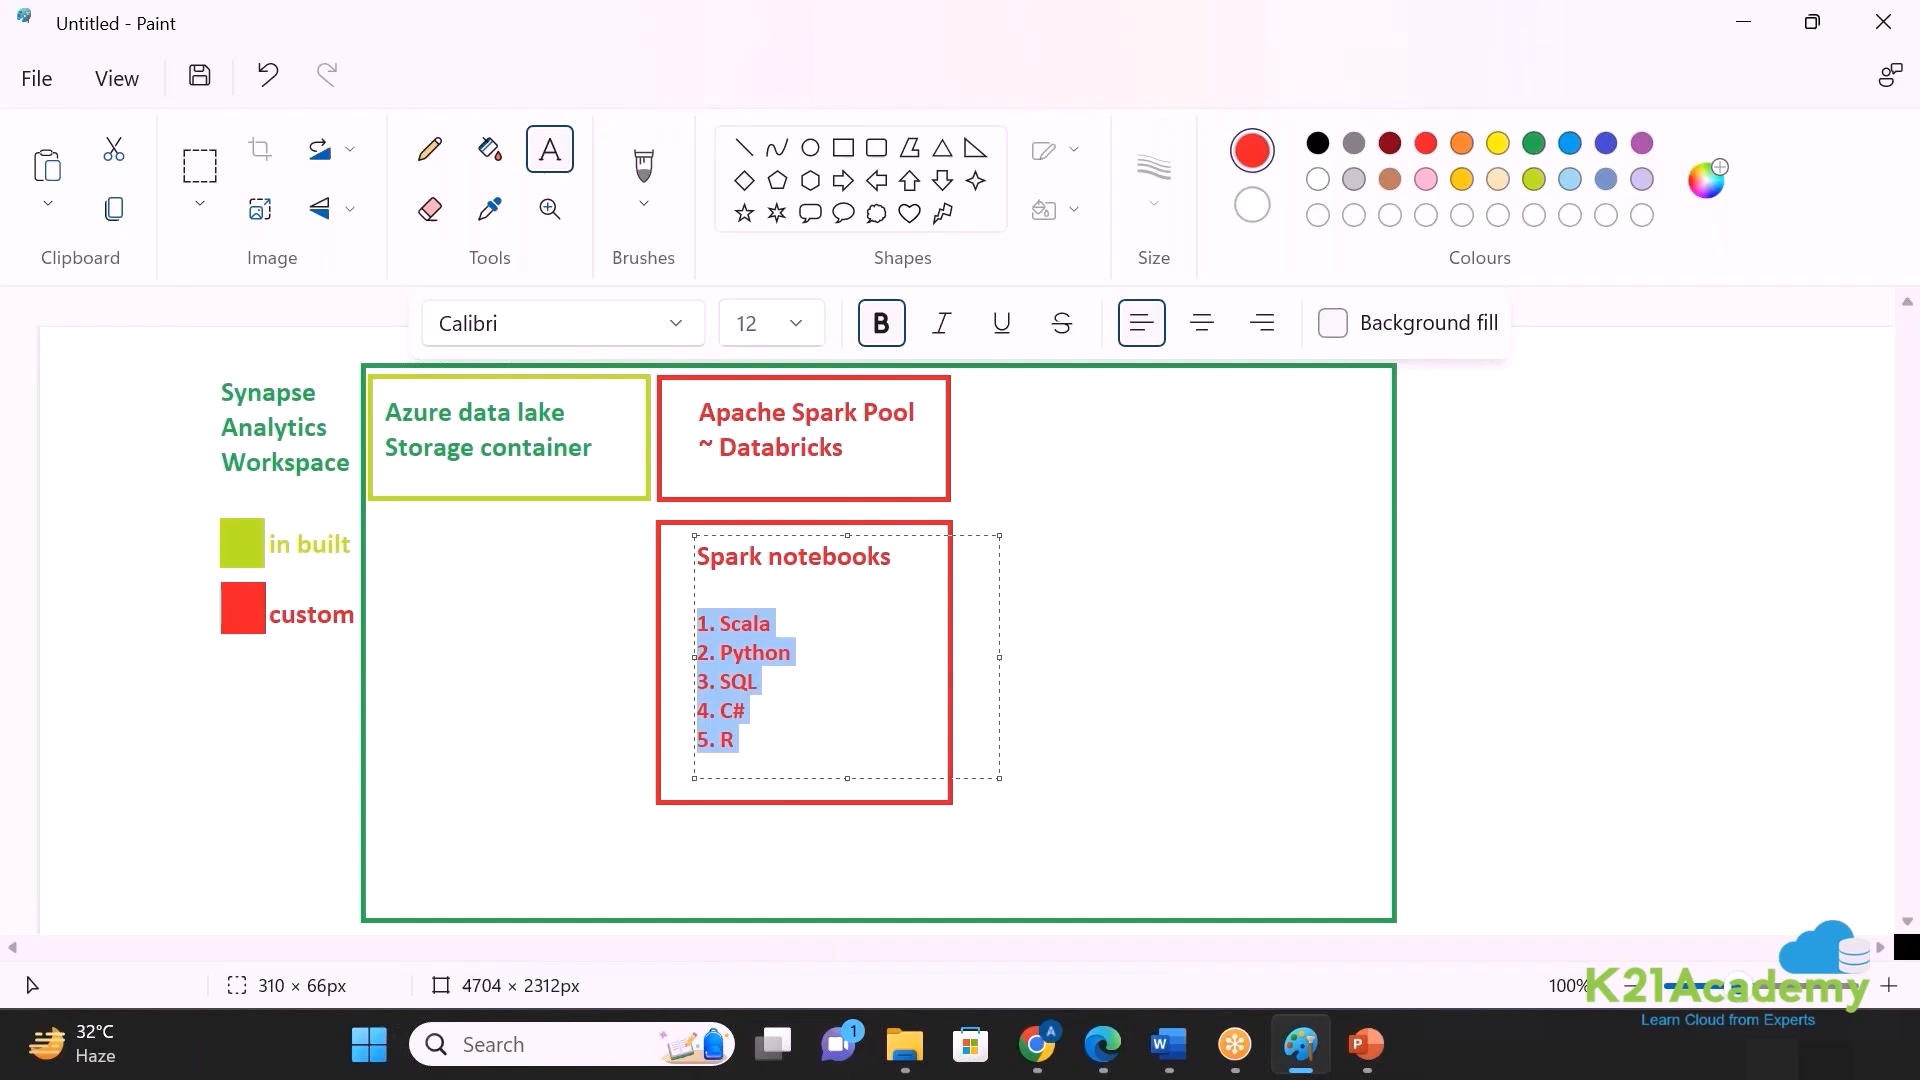 Untitled - Paint
File View
Clipboard
Image
Tools
Brushes
Shapes
Size
Colours
Calibri
12
B I U S
Background fill
Synapse
Analytics
Workspace
in built
custom
Azure data lake
Storage container
Apache Spark Pool
~ Databricks
Spark notebooks
1. Scala
2. Python
3. SQL
4. C#
5. R
310 × 66px
4704 × 2312px
100%
K21Academy
Learn Cloud from Experts
32°C
Haze
Search
1
A
W
P